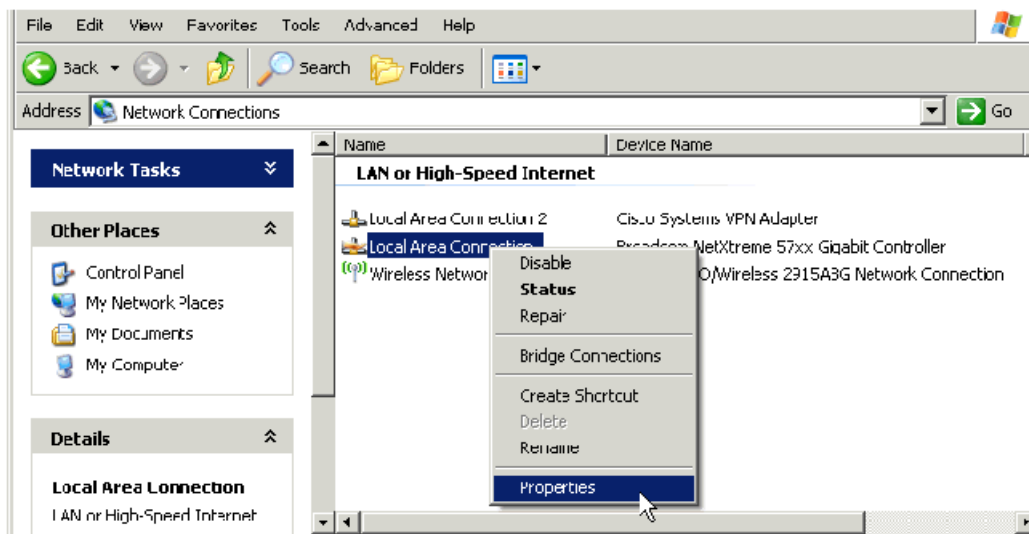 File Edit View Favorites Tools Advanced Help
Back Search Folders
Address Network Connections Go
Name Device Name
Network Tasks
LAN or High-Speed Internet
Local Area Connection 2 Cisco Systems VPN Adapter
Other Places
Local Area Connection Broadcom NetXtreme 57xx Gigabit Controller
Control Panel
Wireless Networ O/Wireless 2915ABG Network Connection
My Network Places
My Documents
My Computer
Disable
Status
Repair
Bridge Connections
Create Shortcut
Delete
Rename
Properties
Details
Local Area Connection
LAN or High-Speed Internet